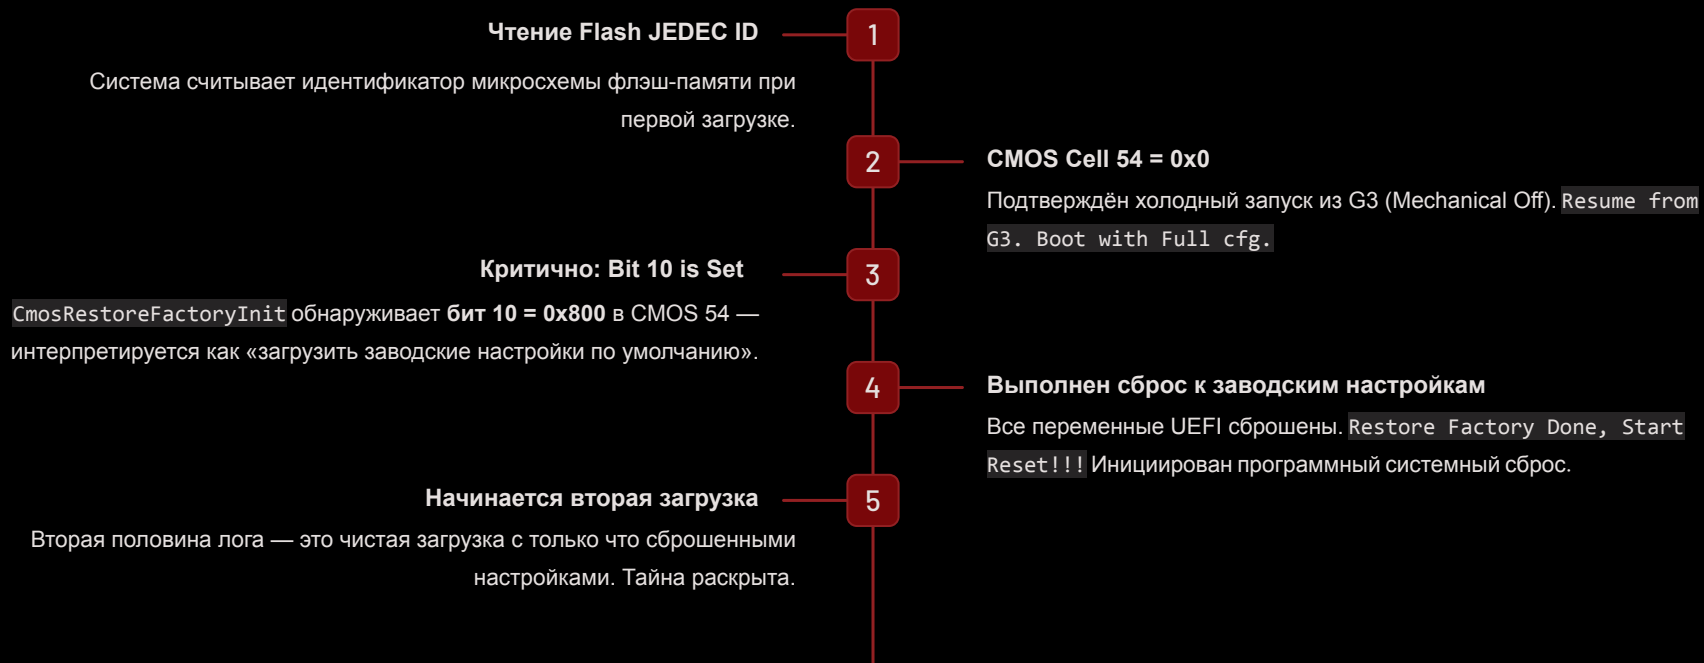 Чтение Flash JEDEC ID
1
Система считывает идентификатор микросхемы флэш-памяти при
первой загрузке.
2
CMOS Cell 54 = 0x0
Подтверждён холодный запуск из G3 (Mechanical Off). Resume from
G3. Boot with Full cfg.
Критично: Bit 10 is Set
3
CmosRestoreFactoryInit обнаруживает бит 10 = 0x800 в CMOS 54 —
интерпретируется как «загрузить заводские настройки по умолчанию».
4
Выполнен сброс к заводским настройкам
Все переменные UEFI сброшены. Restore Factory Done, Start
Reset!!! Инициирован программный системный сброс.
Начинается вторая загрузка
5
Вторая половина лога — это чистая загрузка с только что сброшенными
настройками. Тайна раскрыта.